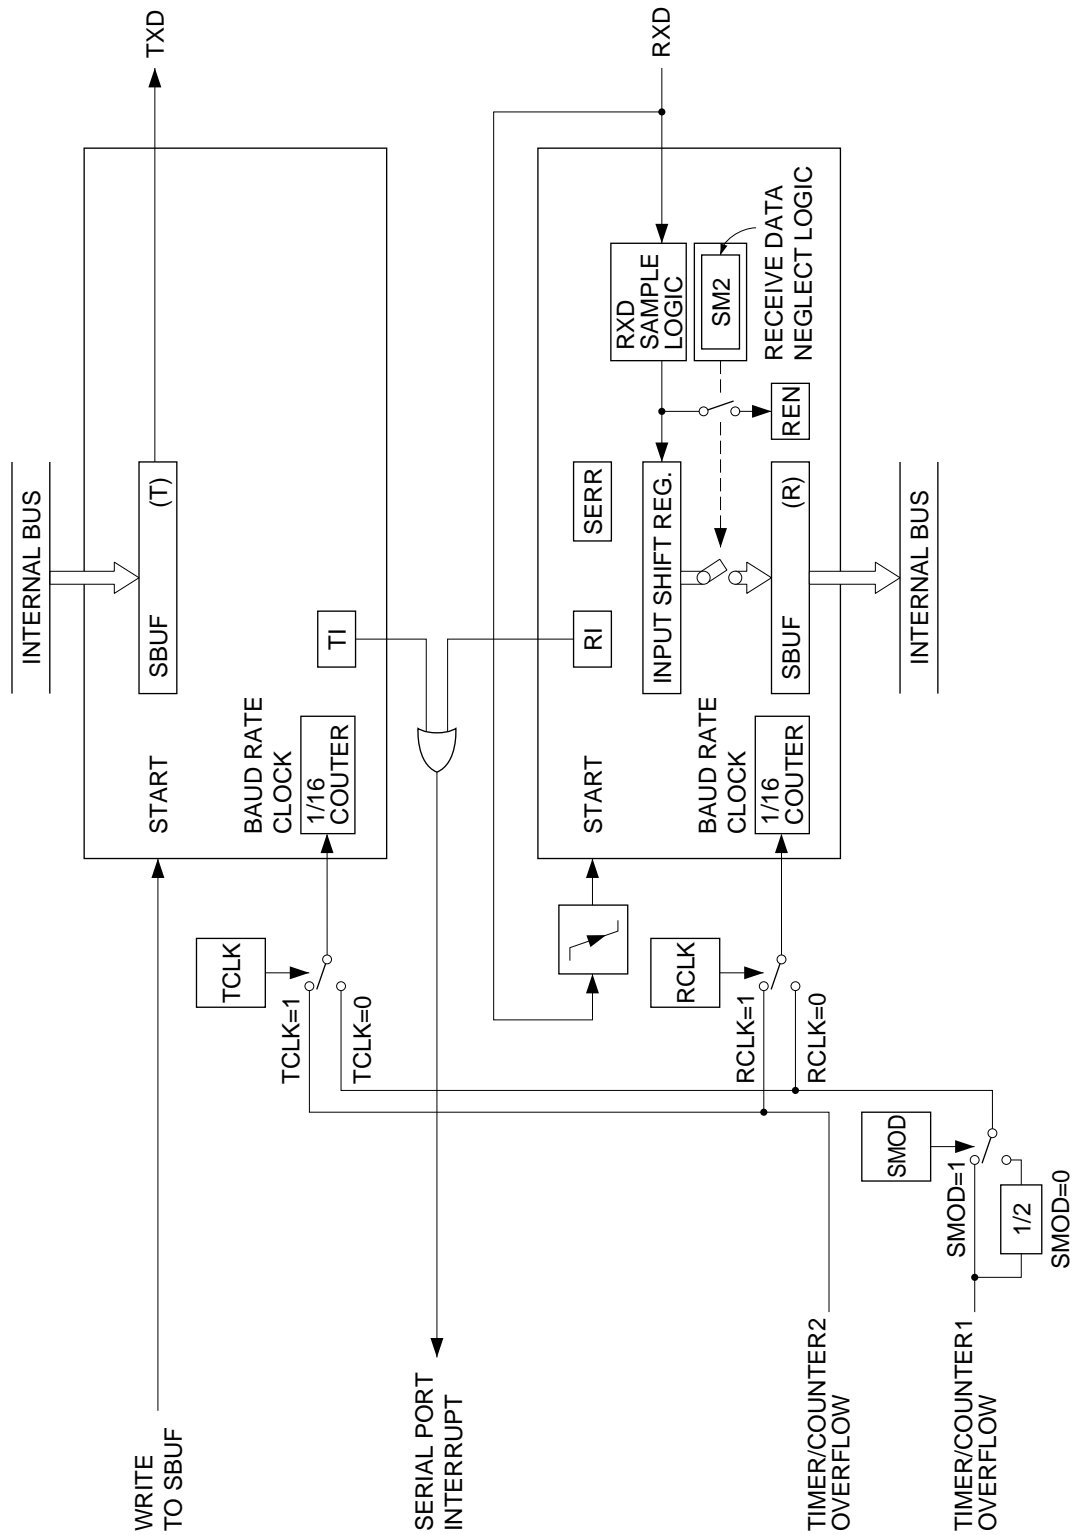 INTERNAL BUS
WRITE
TO SBUF
START
SBUF
(T)
TXD
TCLK
TCLK=1
TCLK=0
BAUD RATE
CLOCK
1/16
COUTER
TI
SERIAL PORT
INTERRUPT
RXD
START
RI
SERR
RXD
SAMPLE
LOGIC
INPUT SHIFT REG.
SM2
RECEIVE DATA
NEGLECT LOGIC
RCLK
RCLK=1
RCLK=0
BAUD RATE
CLOCK
1/16
COUTER
REN
SBUF
(R)
INTERNAL BUS
TIMER/COUNTER2
OVERFLOW
SMOD
SMOD=1
1/2
SMOD=0
TIMER/COUNTER1
OVERFLOW